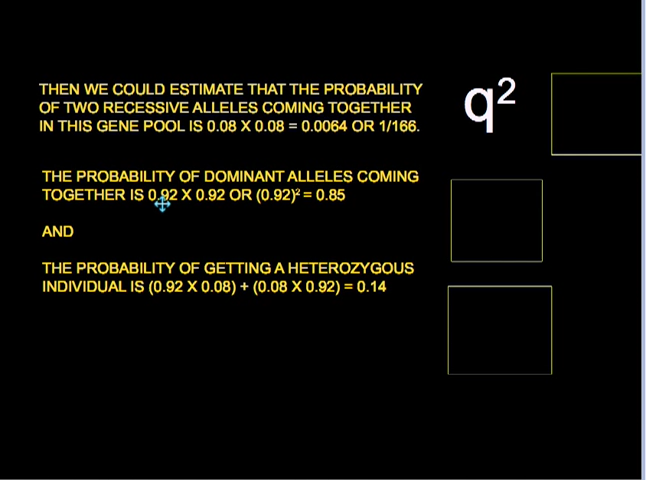 THEN WE COULD ESTIMATE THAT THE PROBABILITY
OF TWO RECESSIVE ALLELES COMING TOGETHER
IN THIS GENE POOL IS 0.08 X 0.08 = 0.0064 OR 1/166.
q²
THE PROBABILITY OF DOMINANT ALLELES COMING
TOGETHER IS 0.92 X 0.92 OR (0.92)² = 0.85
AND
THE PROBABILITY OF GETTING A HETEROZYGOUS
INDIVIDUAL IS (0.92 X 0.08) + (0.08 X 0.92) = 0.14